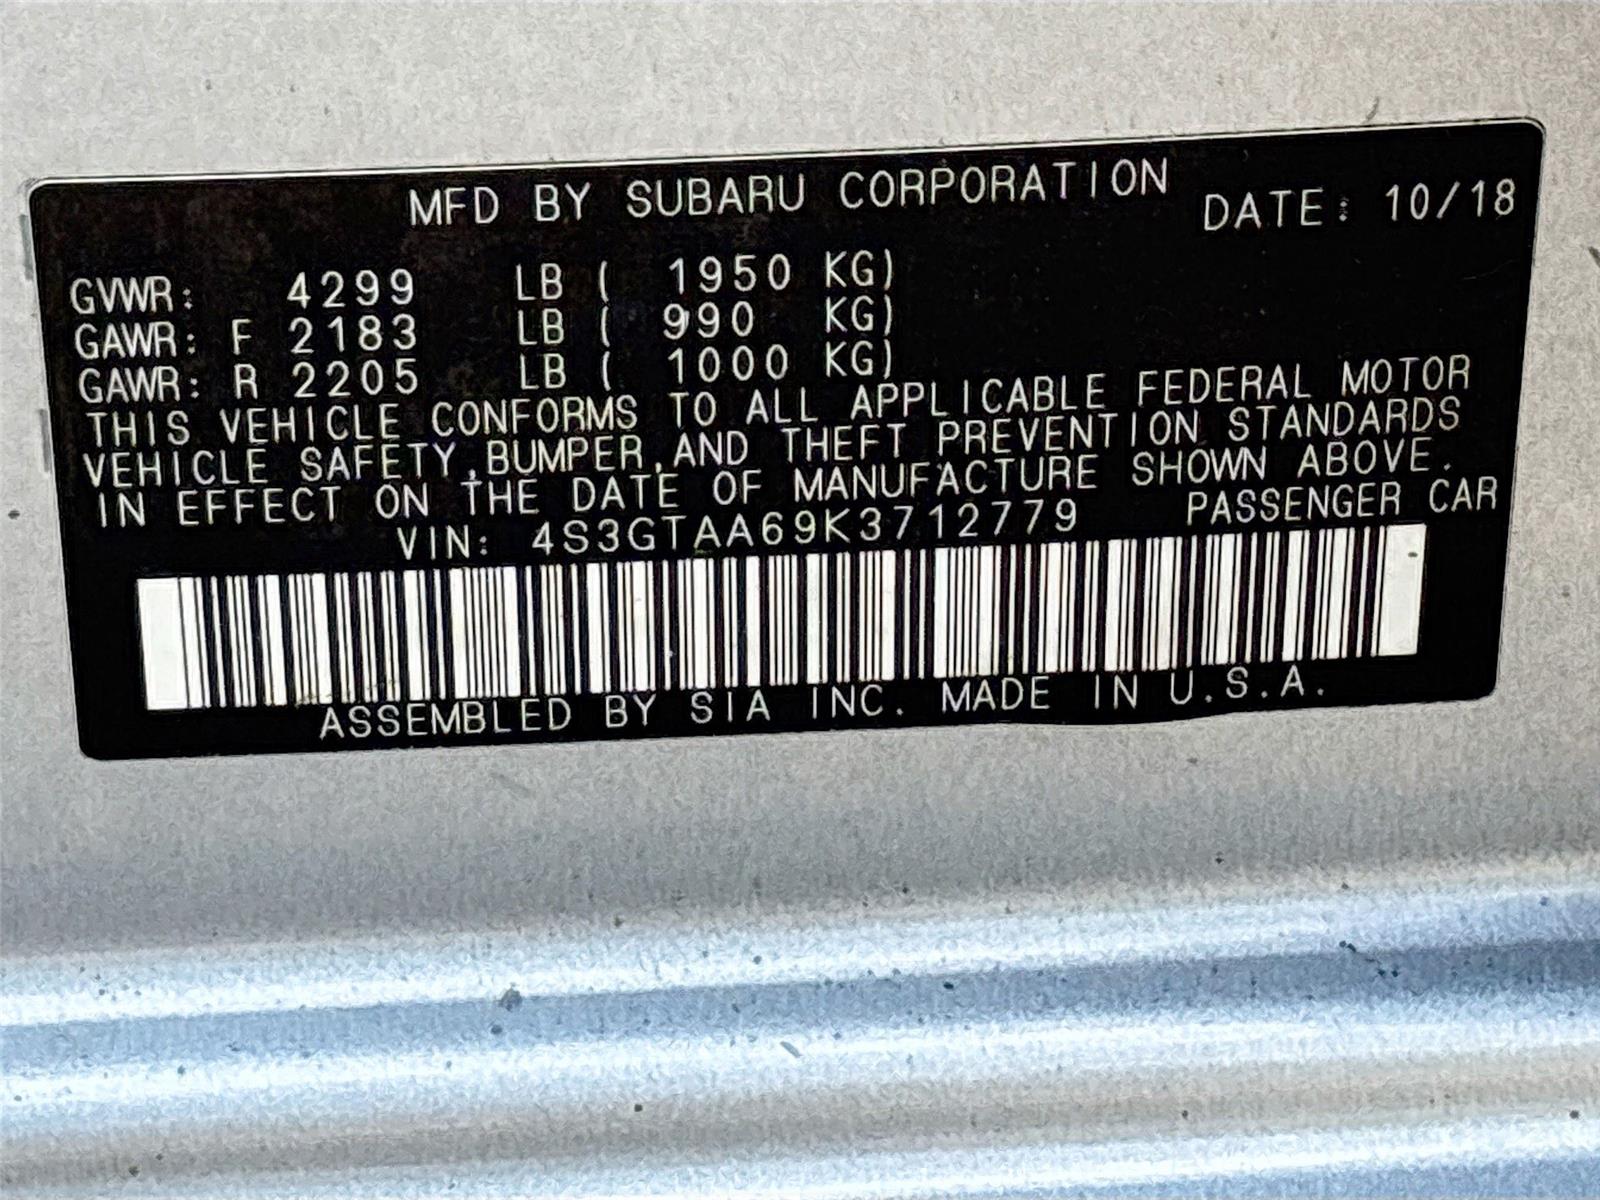 MFD BY SUBARU CORPORATION DATE: 10/18
GVWR: 4299 LB ( 1950 KG)
GAWR: F 2183 LB ( 990 KG)
GAWR: R 2205 LB ( 1000 KG)
THIS VEHICLE CONFORMS TO ALL APPLICABLE FEDERAL MOTOR
VEHICLE SAFETY,BUMPER,AND THEFT PREVENTION STANDARDS
IN EFFECT ON THE DATE OF MANUFACTURE SHOWN ABOVE.
VIN: 4S3GTAA69K3712779 PASSENGER CAR
ASSEMBLED BY SIA INC. MADE IN U.S.A.